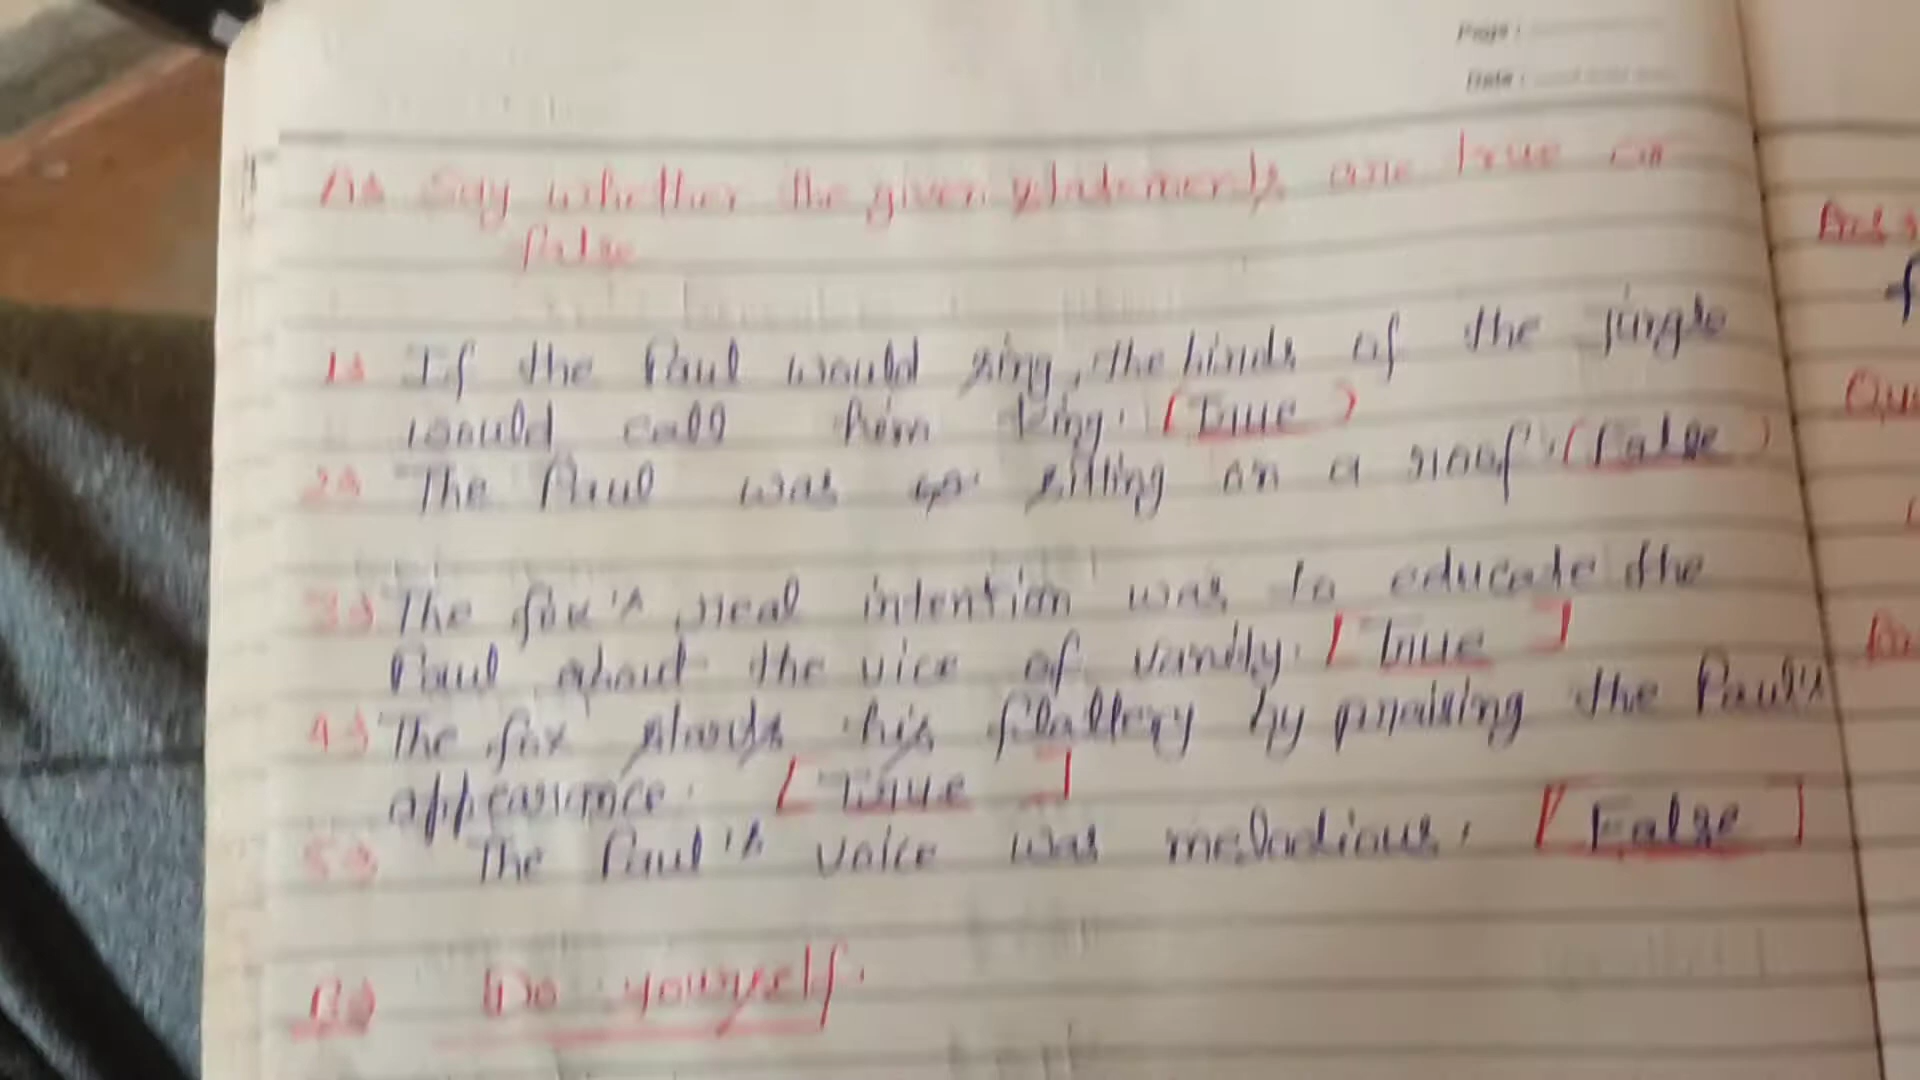 Page :
Date :
A. Say whether the given statements are true or
false
1. If the Paul would sing, the birds of the jungle
would call him king. (True)
2. The Paul was sitting on a roof. (False)
3. The fox's real intention was to educate the
Paul about the vice of vanity. [True]
4. The fox starts his flattery by praising the Paul's
appearance. [True]
5. The Paul's voice was melodious. [False]
B. Do yourself.